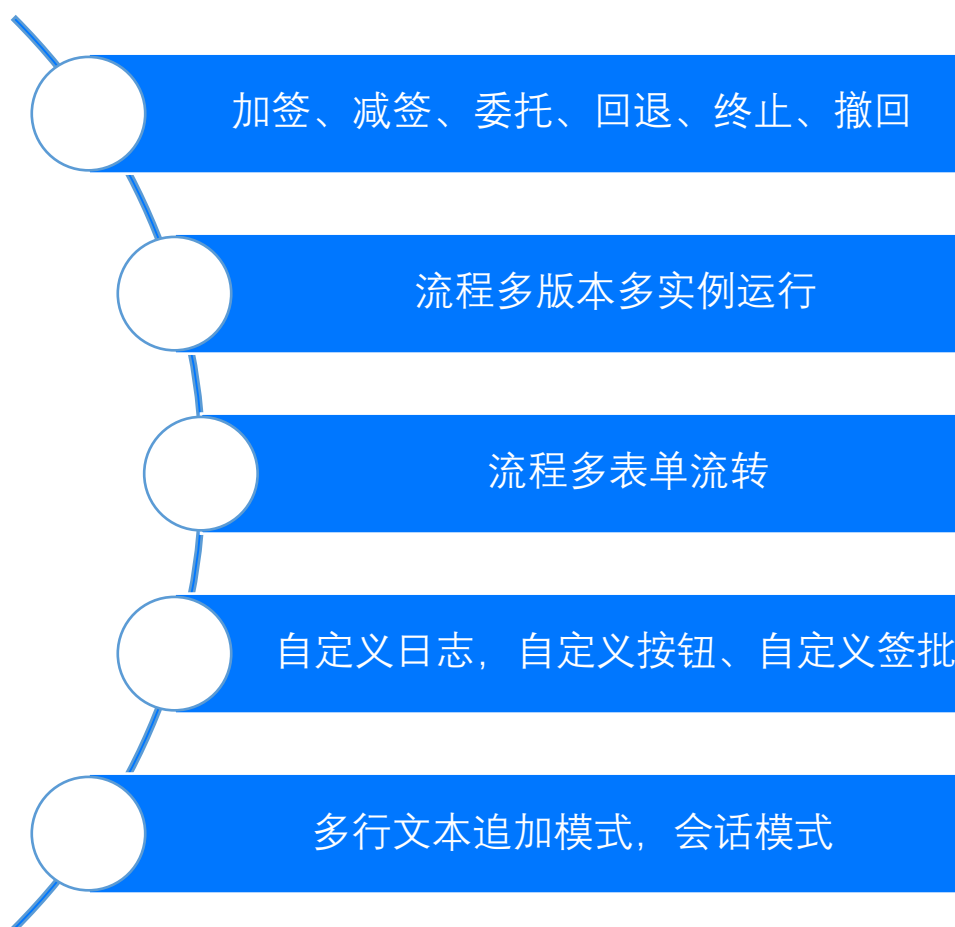 加签、减签、委托、回退、终止、撤回
流程多版本多实例运行
流程多表单流转
自定义日志，自定义按钮、自定义签批
多行文本追加模式，会话模式